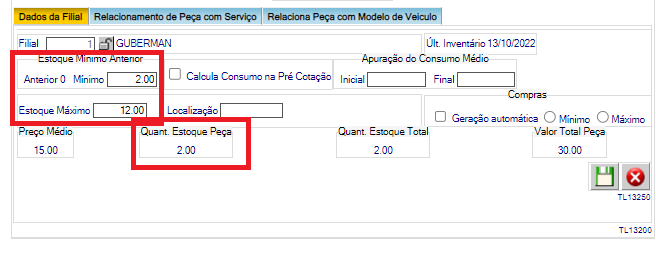 Dados da Filial Relacionamento de Peça com Serviço Relaciona Peça com Modelo de Veiculo
Filial 1 GUBERMAN Últ. Inventário 13/10/2022
Estoque Mínimo Anterior Apuração do Consumo Médio
Anterior 0 Mínimo 2.00 Calcula Consumo na Pré Cotação Inicial Final
Compras
Estoque Máximo 12.00 Localização Geração automática Mínimo Máximo
Preço Médio Quant. Estoque Peça Quant. Estoque Total Valor Total Peça
15.00 2.00 2.00 30.00
TL13250
TL13200